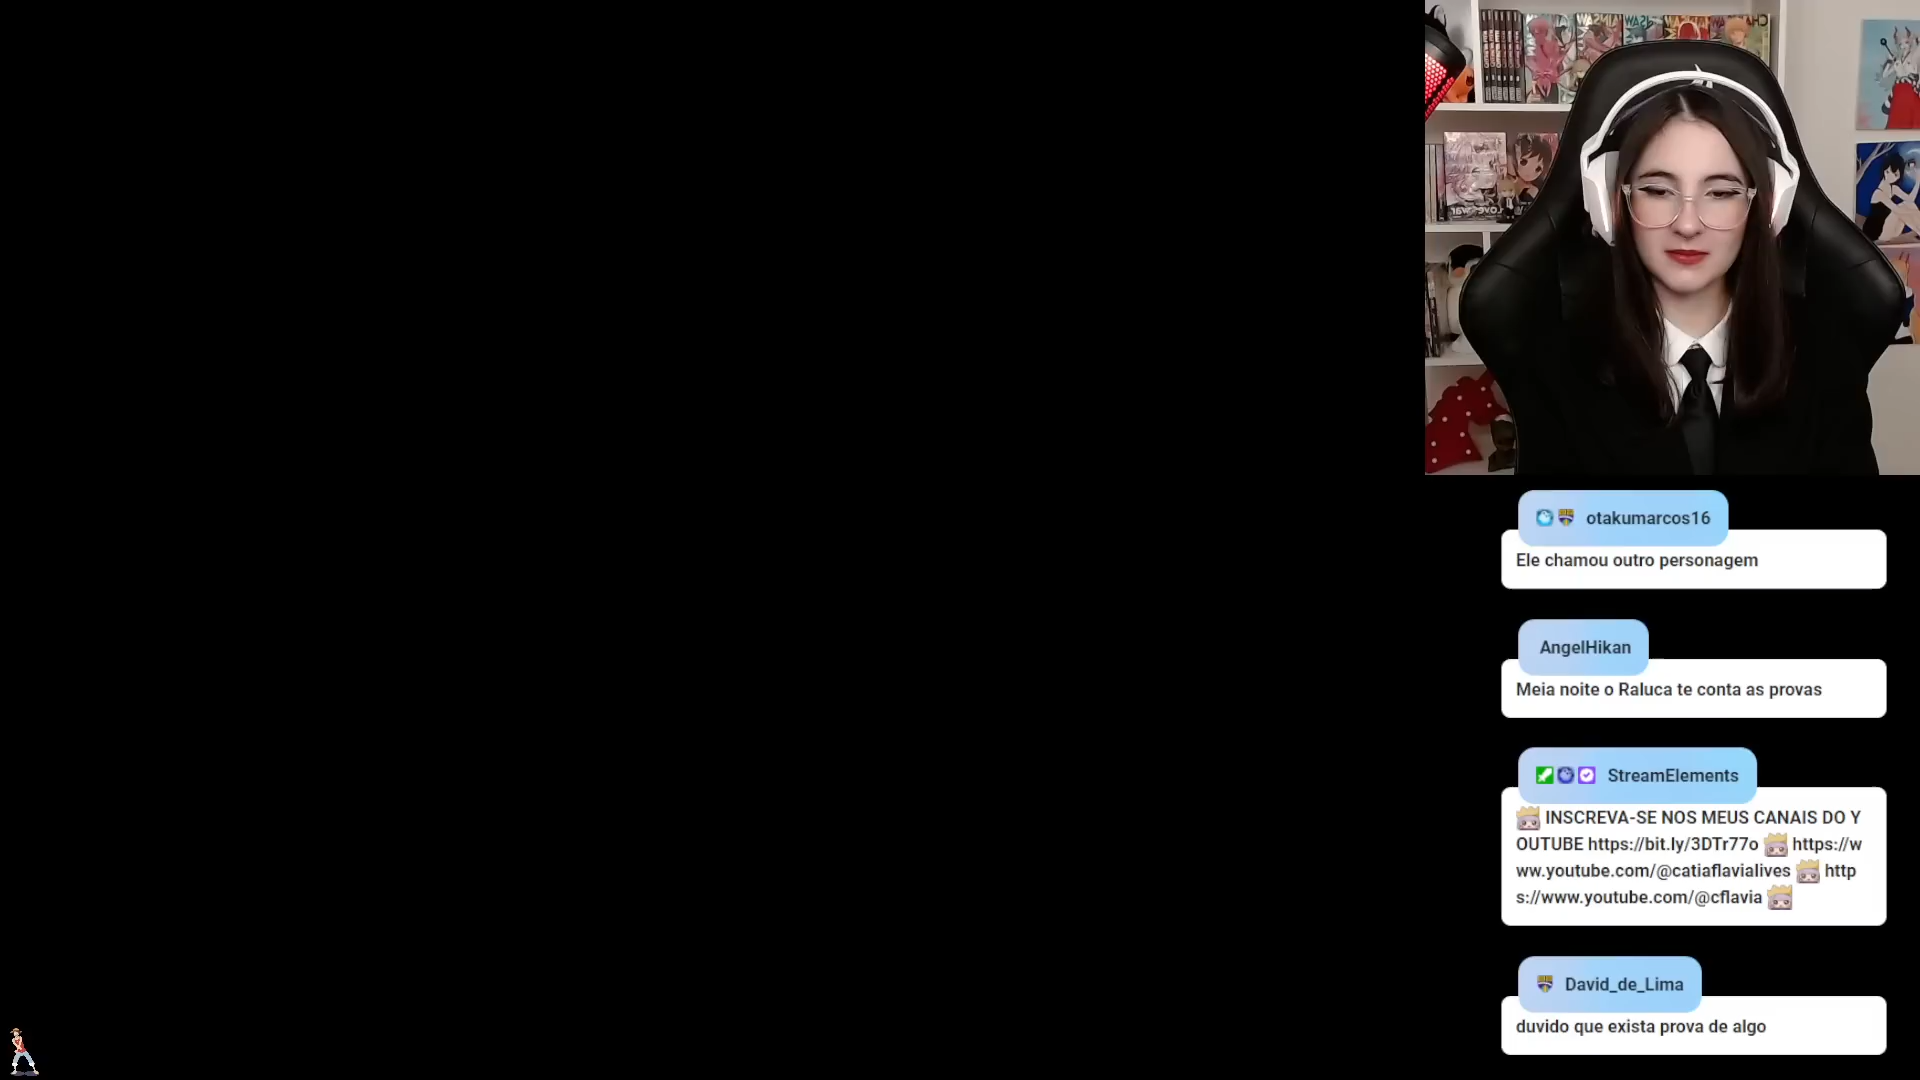 otakumarcos16
Ele chamou outro personagem
AngelHikan
Meia noite o Raluca te conta as provas
StreamElements
INSCREVA-SE NOS MEUS CANAIS DO Y
OUTUBE https://bit.ly/3DTr77o https://w
ww.youtube.com/@catiaflavialives http
s://www.youtube.com/@cflavia
David_de_Lima
duvido que exista prova de algo